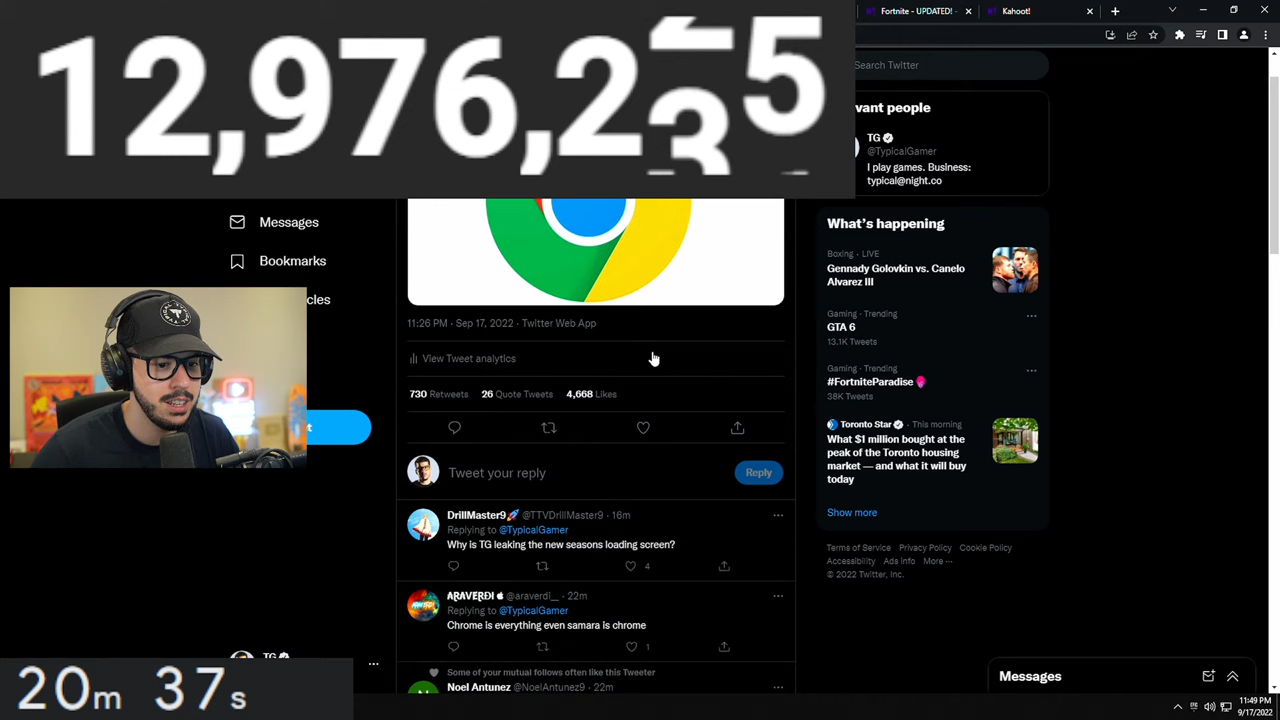 Fortnite - UPDATED! -
Kahoot!
12,976,2
5
Search Twitter
vant people
TG
@TypicalGamer
I play games. Business:
typical@night.co
Messages
Bookmarks
cles
t
TG
20m 37s
11:26 PM · Sep 17, 2022 · Twitter Web App
View Tweet analytics
730 Retweets 26 Quote Tweets 4,668 Likes
Tweet your reply
Reply
DrillMaster9🚀 @TTVDrillMaster9 · 16m
Replying to @TypicalGamer
Why is TG leaking the new seasons loading screen?
4
@araverdi__ · 22m
Replying to @TypicalGamer
Chrome is everything even samara is chrome
1
Some of your mutual follows often like this Tweeter
Noel Antunez @NoelAntunez9 · 22m
What's happening
Boxing · LIVE
Gennady Golovkin vs. Canelo
Alvarez III
Gaming · Trending
GTA 6
13.1K Tweets
Gaming · Trending
#FortniteParadise
38K Tweets
Toronto Star · This morning
What $1 million bought at the
peak of the Toronto housing
market — and what it will buy
today
Show more
Terms of Service Privacy Policy Cookie Policy
Accessibility Ads info More ···
© 2022 Twitter, Inc.
Messages
11:49 PM
9/17/2022